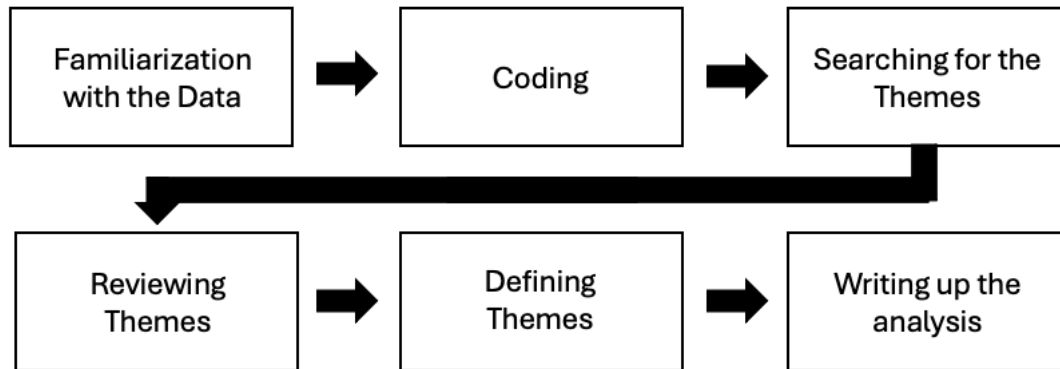 Familiarization
with the Data
Coding
Searching for the
Themes
Reviewing
Themes
Defining
Themes
Writing up the
analysis